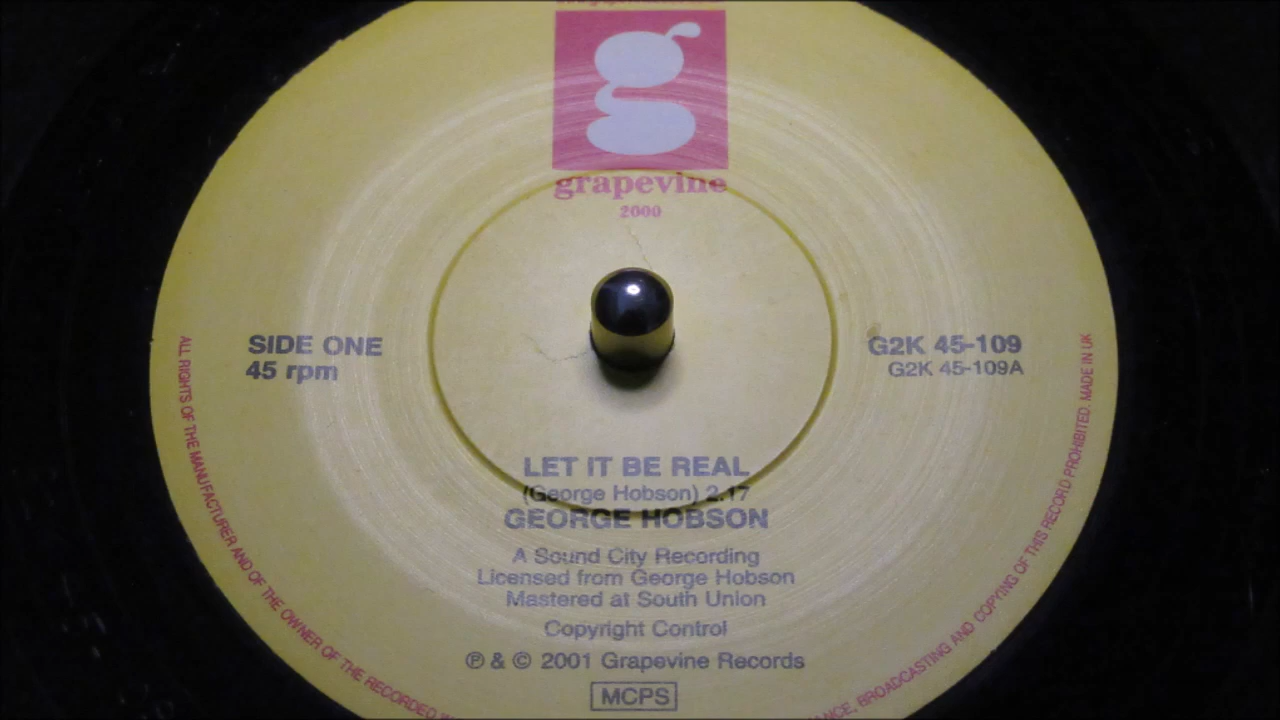 g
grapevine
2000
SIDE ONE
45 rpm
G2K 45-109
G2K 45-109A
LET IT BE REAL
(George Hobson) 2.17
GEORGE HOBSON
A Sound City Recording
Licensed from George Hobson
Mastered at South Union
Copyright Control
℗ & © 2001 Grapevine Records
MCPS
ALL RIGHTS OF THE MANUFACTURER AND OF THE OWNER OF THE RECORDED
BROADCASTING AND COPYING OF THIS RECORD PROHIBITED. MADE IN UK